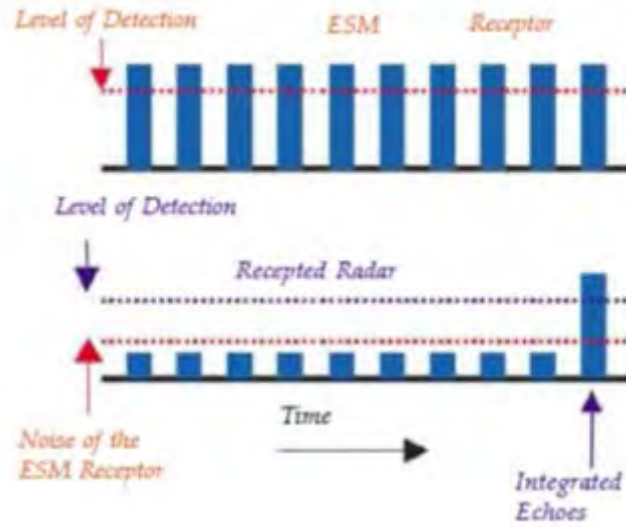 Level of Detection
ESM Receptor
Level of Detection
Recepted Radar
Time
Noise of the
ESM Receptor
Integrated
Echoes